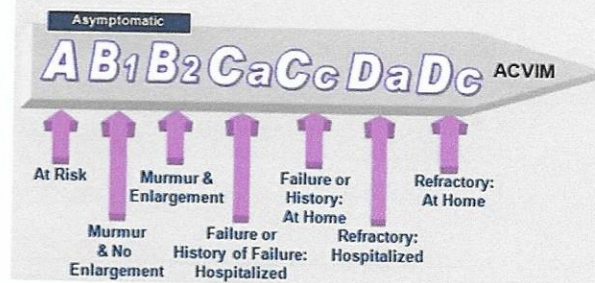 Asymptomatic
A B1 B2 Ca Cc Da Dc ACVIM
At Risk
Murmur
& No
Enlargement
Murmur &
Enlargement
Failure or
History of Failure:
Hospitalized
Failure or
History:
At Home
Refractory:
Hospitalized
Refractory:
At Home